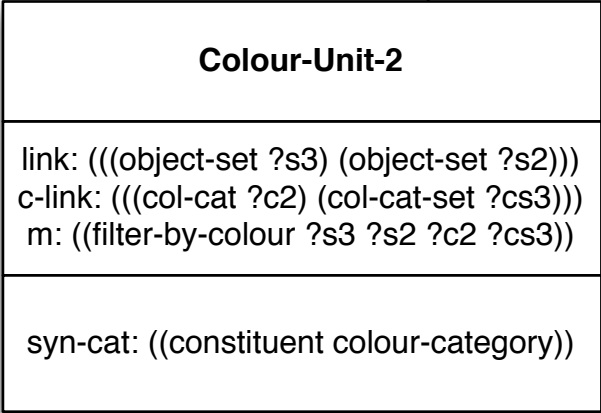 Colour-Unit-2
link: (((object-set ?s3) (object-set ?s2)))
c-link: (((col-cat ?c2) (col-cat-set ?cs3)))
m: ((filter-by-colour ?s3 ?s2 ?c2 ?cs3))
syn-cat: ((constituent colour-category))